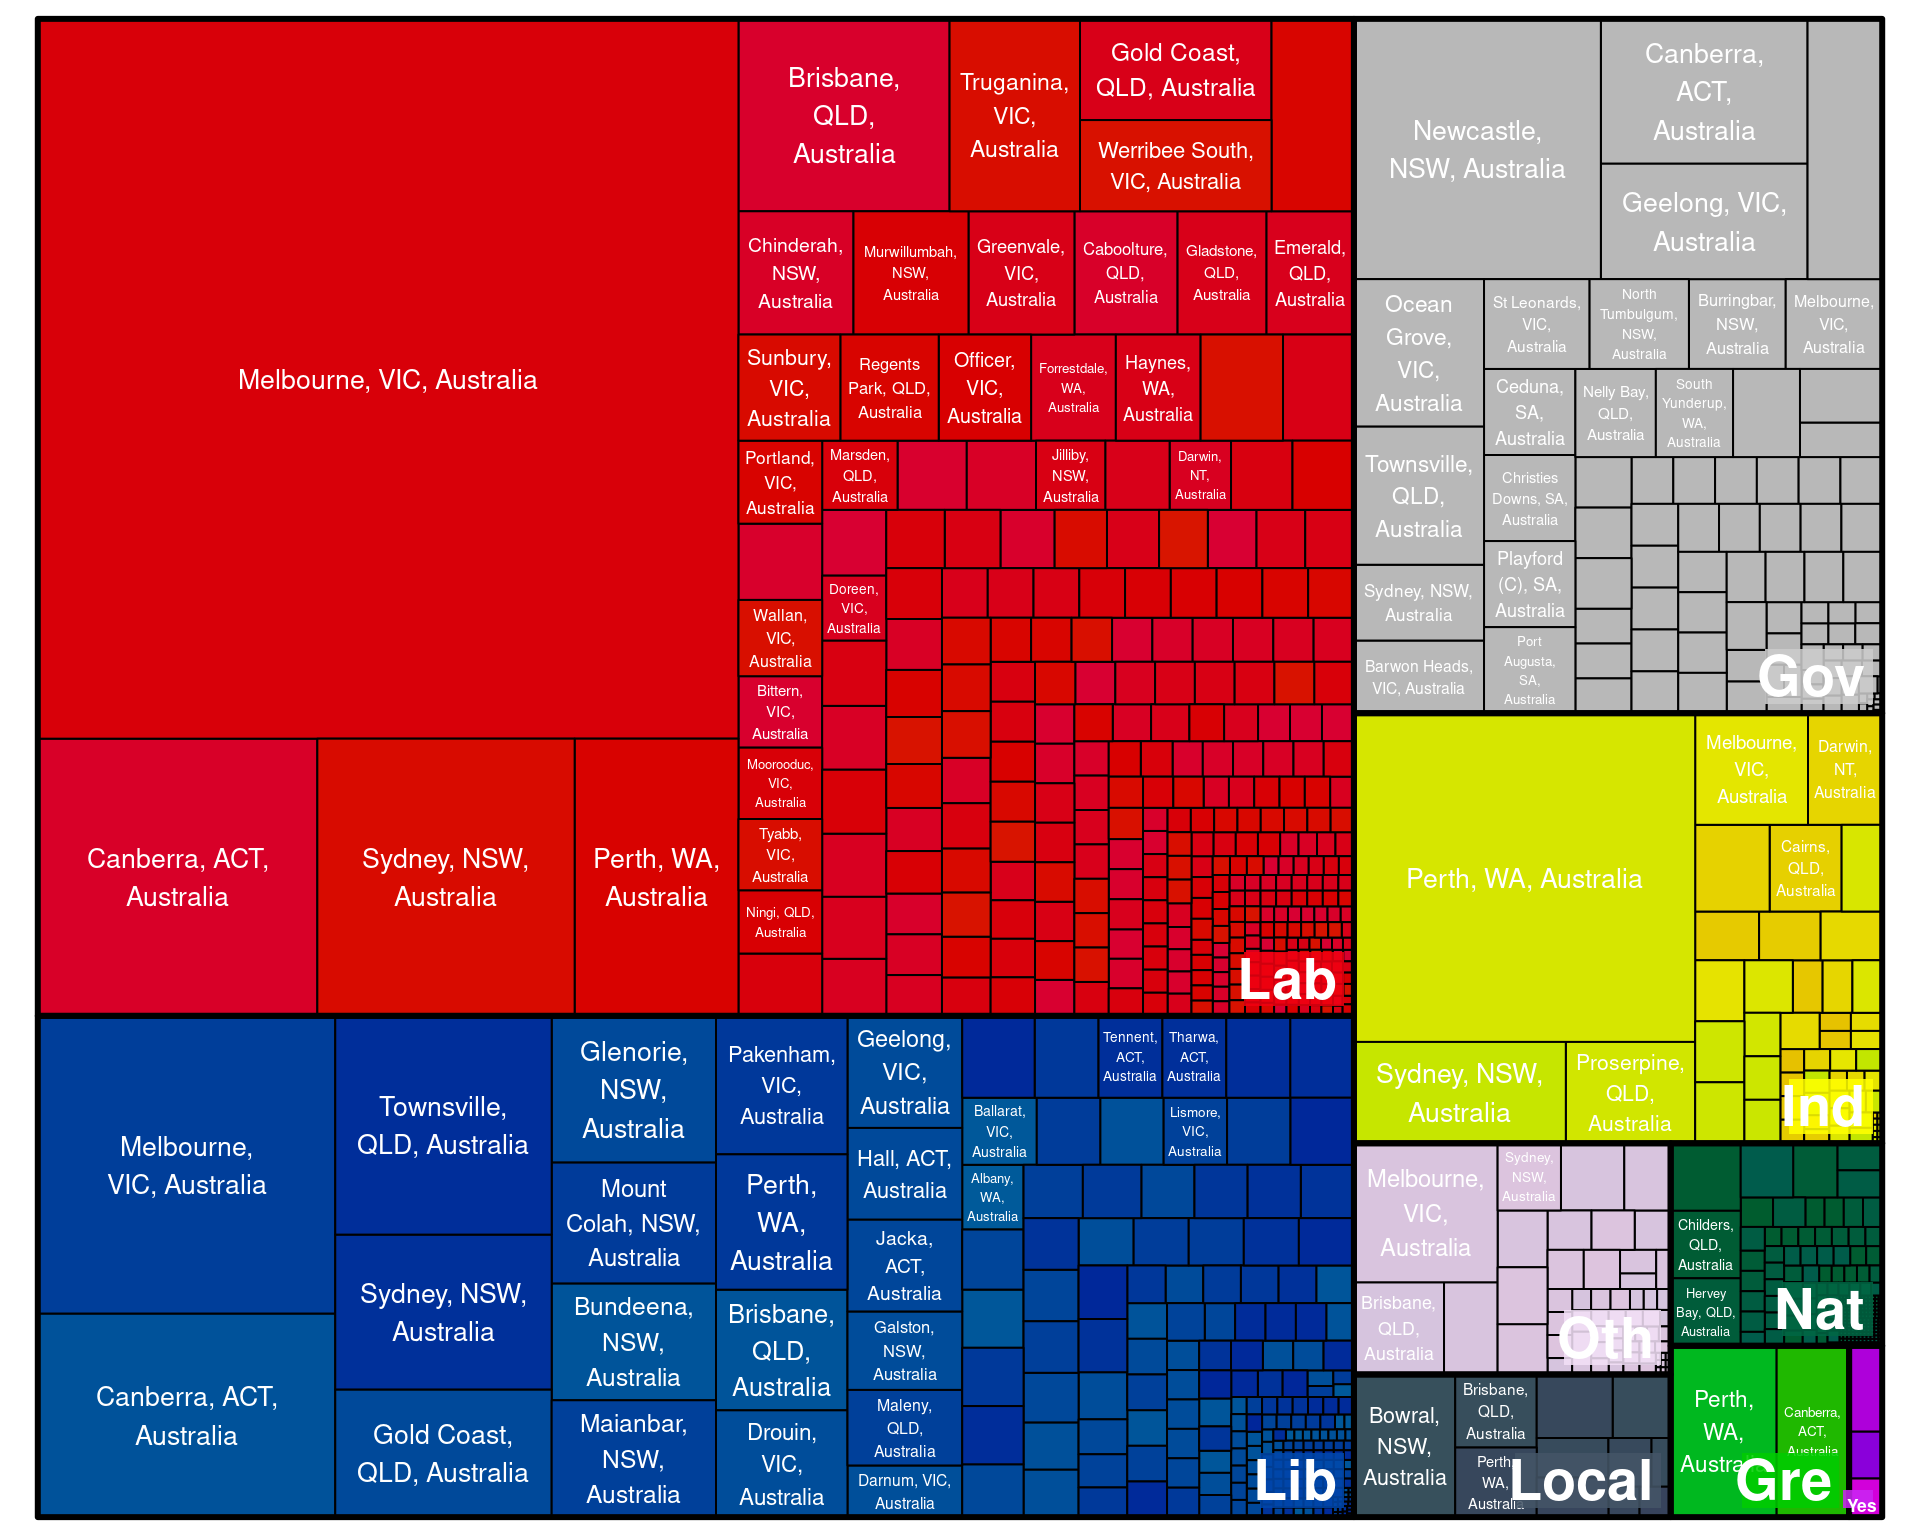 Melbourne, VIC, Australia
Canberra, ACT,
Australia
Sydney, NSW,
Australia
Perth, WA,
Australia
Brisbane,
QLD,
Australia
Truganina,
VIC,
Australia
Gold Coast,
QLD, Australia
Werribee South,
VIC, Australia
Chinderah,
NSW,
Australia
Murwillumbah,
NSW,
Australia
Greenvale,
VIC,
Australia
Caboolture,
QLD,
Australia
Gladstone,
QLD,
Australia
Emerald,
QLD,
Australia
Sunbury,
VIC,
Australia
Regents
Park, QLD,
Australia
Officer,
VIC,
Australia
Forrestdale,
WA,
Australia
Haynes,
WA,
Australia
Portland,
VIC,
Australia
Marsden,
QLD,
Australia
Jilliby,
NSW,
Australia
Darwin,
NT,
Australia
Doreen,
VIC,
Australia
Wallan,
VIC,
Australia
Bittern,
VIC,
Australia
Moorooduc,
VIC,
Australia
Tyabb,
VIC,
Australia
Ningi, QLD,
Australia
Lab
Newcastle,
NSW, Australia
Canberra,
ACT,
Australia
Geelong, VIC,
Australia
Ocean
Grove,
VIC,
Australia
St Leonards,
VIC,
Australia
North
Tumbulgum,
NSW,
Australia
Burringbar,
NSW,
Australia
Melbourne,
VIC,
Australia
Ceduna,
SA,
Australia
Nelly Bay,
QLD,
Australia
South
Yunderup,
WA,
Australia
Townsville,
QLD,
Australia
Christies
Downs, SA,
Australia
Playford
(C), SA,
Australia
Sydney, NSW,
Australia
Barwon Heads,
VIC, Australia
Port
Augusta,
SA,
Australia
Gov
Perth, WA, Australia
Melbourne,
VIC,
Australia
Darwin,
NT,
Australia
Cairns,
QLD,
Australia
Sydney, NSW,
Australia
Proserpine,
QLD,
Australia
Ind
Melbourne,
VIC, Australia
Canberra, ACT,
Australia
Townsville,
QLD, Australia
Sydney, NSW,
Australia
Gold Coast,
QLD, Australia
Glenorie,
NSW,
Australia
Mount
Colah, NSW,
Australia
Bundeena,
NSW,
Australia
Maianbar,
NSW,
Australia
Pakenham,
VIC,
Australia
Perth,
WA,
Australia
Brisbane,
QLD,
Australia
Drouin,
VIC,
Australia
Geelong,
VIC,
Australia
Hall, ACT,
Australia
Jacka,
ACT,
Australia
Galston,
NSW,
Australia
Maleny,
QLD,
Australia
Darnum, VIC,
Australia
Tennent,
ACT,
Australia
Tharwa,
ACT,
Australia
Ballarat,
VIC,
Australia
Lismore,
VIC,
Australia
Albany,
WA,
Australia
Lib
Melbourne,
VIC,
Australia
Sydney,
NSW,
Australia
Brisbane,
QLD,
Australia
Oth
Childers,
QLD,
Australia
Hervey
Bay, QLD,
Australia
Nat
Bowral,
NSW,
Australia
Brisbane,
QLD,
Australia
Perth,
WA,
Australia
Local
Perth,
WA,
Australia
Canberra,
ACT,
Australia
Gre
Yes